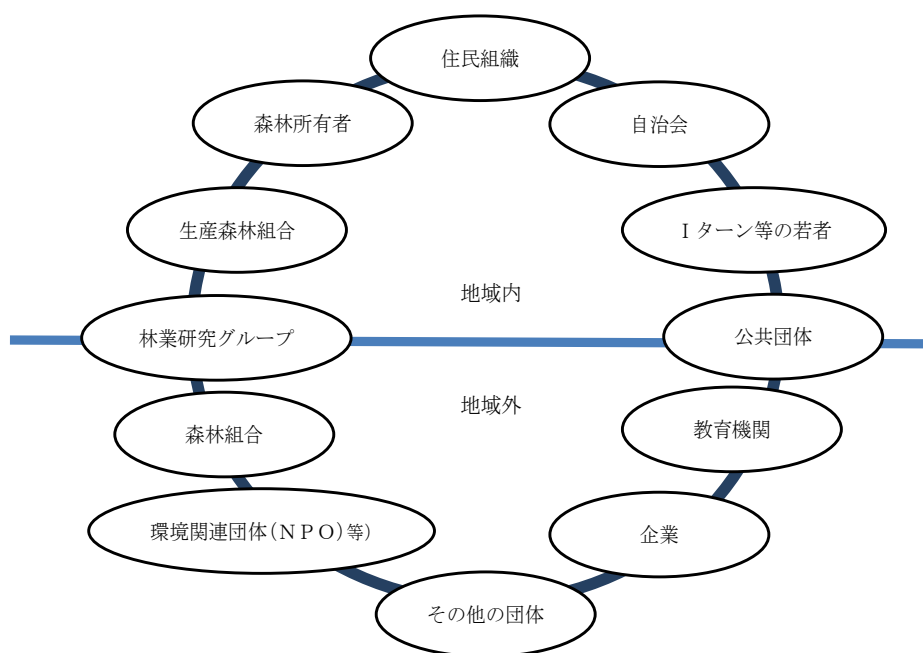 住民組織
森林所有者
自治会
生産森林組合
Ｉターン等の若者
地域内
林業研究グループ
公共団体
地域外
森林組合
教育機関
環境関連団体(ＮＰＯ)等)
企業
その他の団体